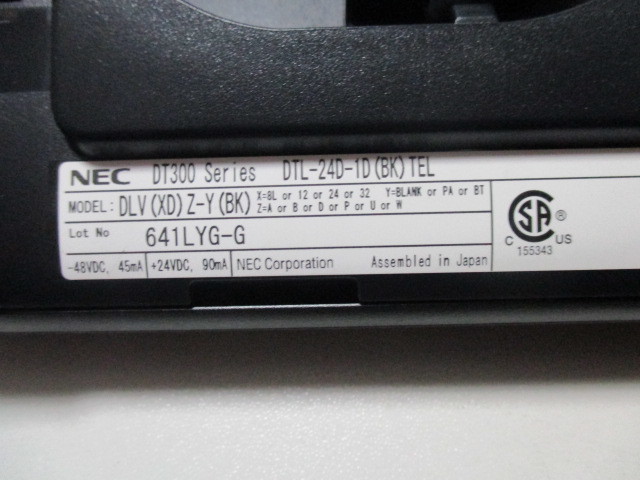 NEC DT300 Series DTL-24D-1D(BK)TEL
MODEL: DLV(XD)Z-Y(BK) X=8L or 12 or 24 or 32 Y=BLANK or PA or BT
Z=A or B or D or P or U or W
Lot No 641LYG-G
-48VDC, 45mA +24VDC, 90mA NEC Corporation Assembled in Japan
CSA ®
C US
155343